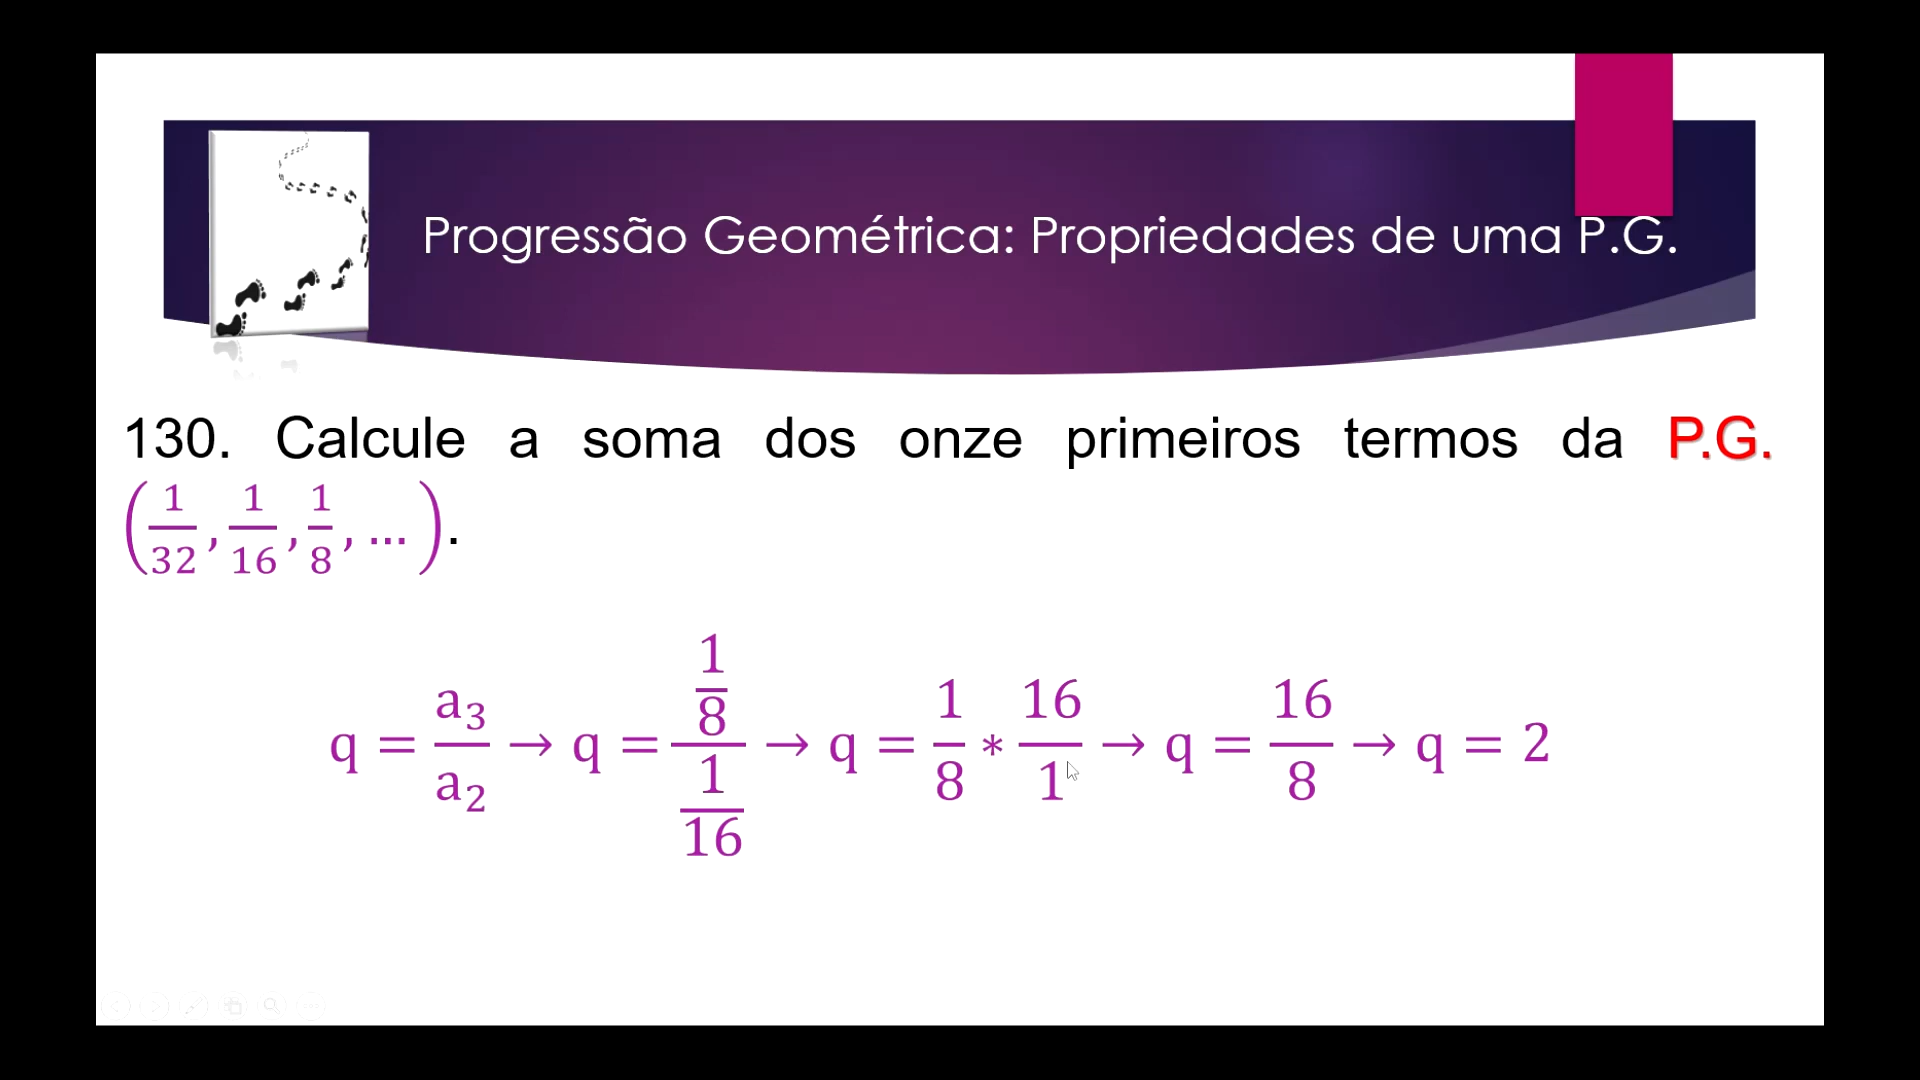 Progressão Geométrica: Propriedades de uma P.G.
130. Calcule a soma dos onze primeiros termos da P.G.
(1/32, 1/16, 1/8, ...).
q = a₃/a₂ → q = (1/8)/(1/16) → q = 1/8 * 16/1 → q = 16/8 → q = 2